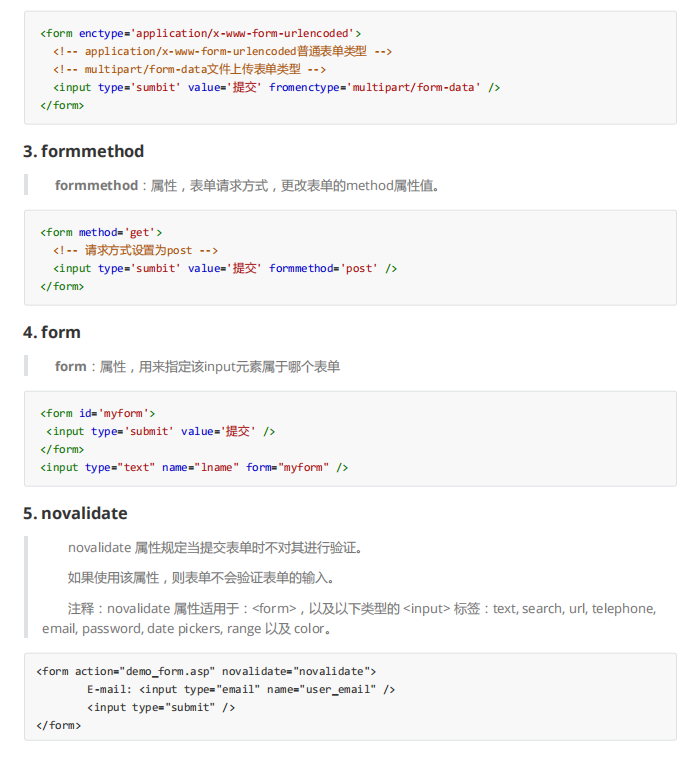 <form enctype='application/x-www-form-urlencoded'>
<!-- application/x-www-form-urlencoded普通表单类型 -->
<!-- multipart/form-data文件上传表单类型 -->
<input type='sumbit' value='提交' fromenctype='multipart/form-data' />
</form>
3. formmethod
formmethod：属性，表单请求方式，更改表单的method属性值。
<form method='get'>
<!-- 请求方式设置为post -->
<input type='sumbit' value='提交' formmethod='post' />
</form>
4. form
form：属性，用来指定该input元素属于哪个表单
<form id='myform'>
<input type='submit' value='提交' />
</form>
<input type="text" name="lname" form="myform" />
5. novalidate
novalidate 属性规定当提交表单时不对其进行验证。
如果使用该属性，则表单不会验证表单的输入。
注释：novalidate 属性适用于：<form>，以及以下类型的 <input> 标签：text, search, url, telephone,
email, password, date pickers, range 以及 color。
<form action="demo_form.asp" novalidate="novalidate">
E-mail: <input type="email" name="user_email" />
<input type="submit" />
</form>